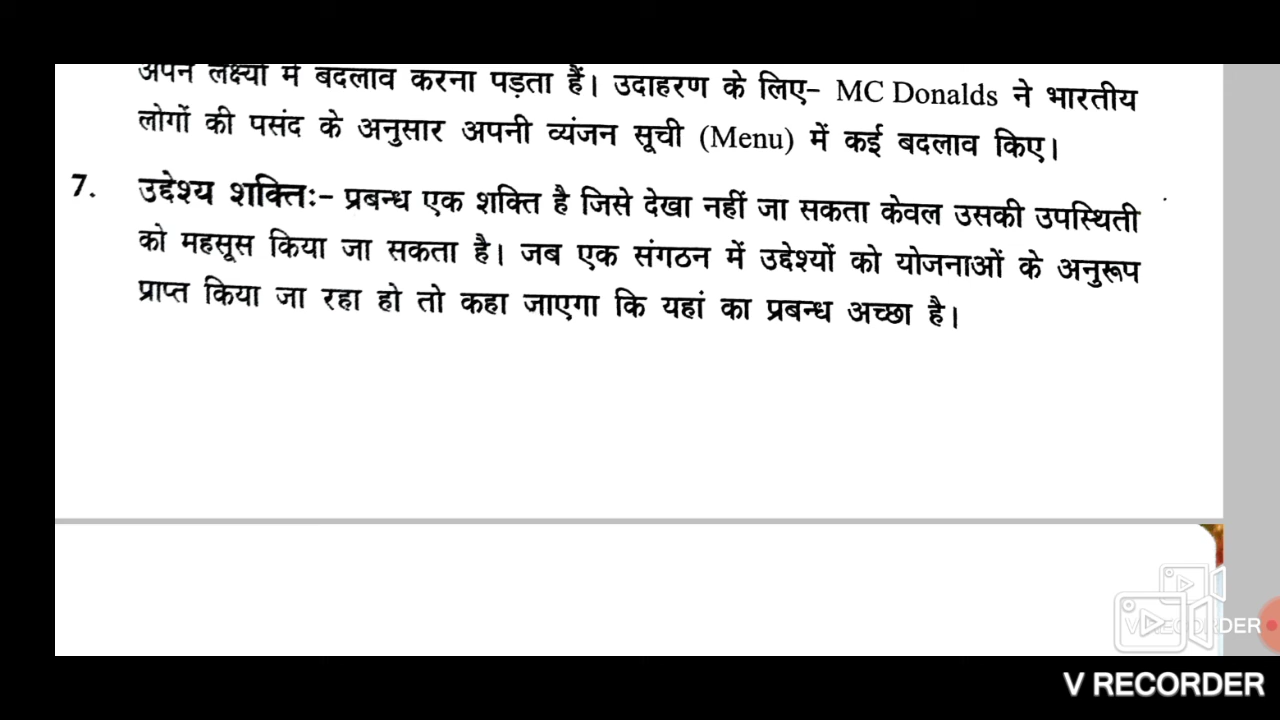 अपने लक्ष्यों में बदलाव करना पड़ता हैं। उदाहरण के लिए- MC Donalds ने भारतीय
लोगों की पसंद के अनुसार अपनी व्यंजन सूची (Menu) में कई बदलाव किए।
7. उद्देश्य शक्तिः- प्रबन्ध एक शक्ति है जिसे देखा नहीं जा सकता केवल उसकी उपस्थिती
को महसूस किया जा सकता है। जब एक संगठन में उद्देश्यों को योजनाओं के अनुरूप
प्राप्त किया जा रहा हो तो कहा जाएगा कि यहां का प्रबन्ध अच्छा है।
V RECORDER
V RECORDER